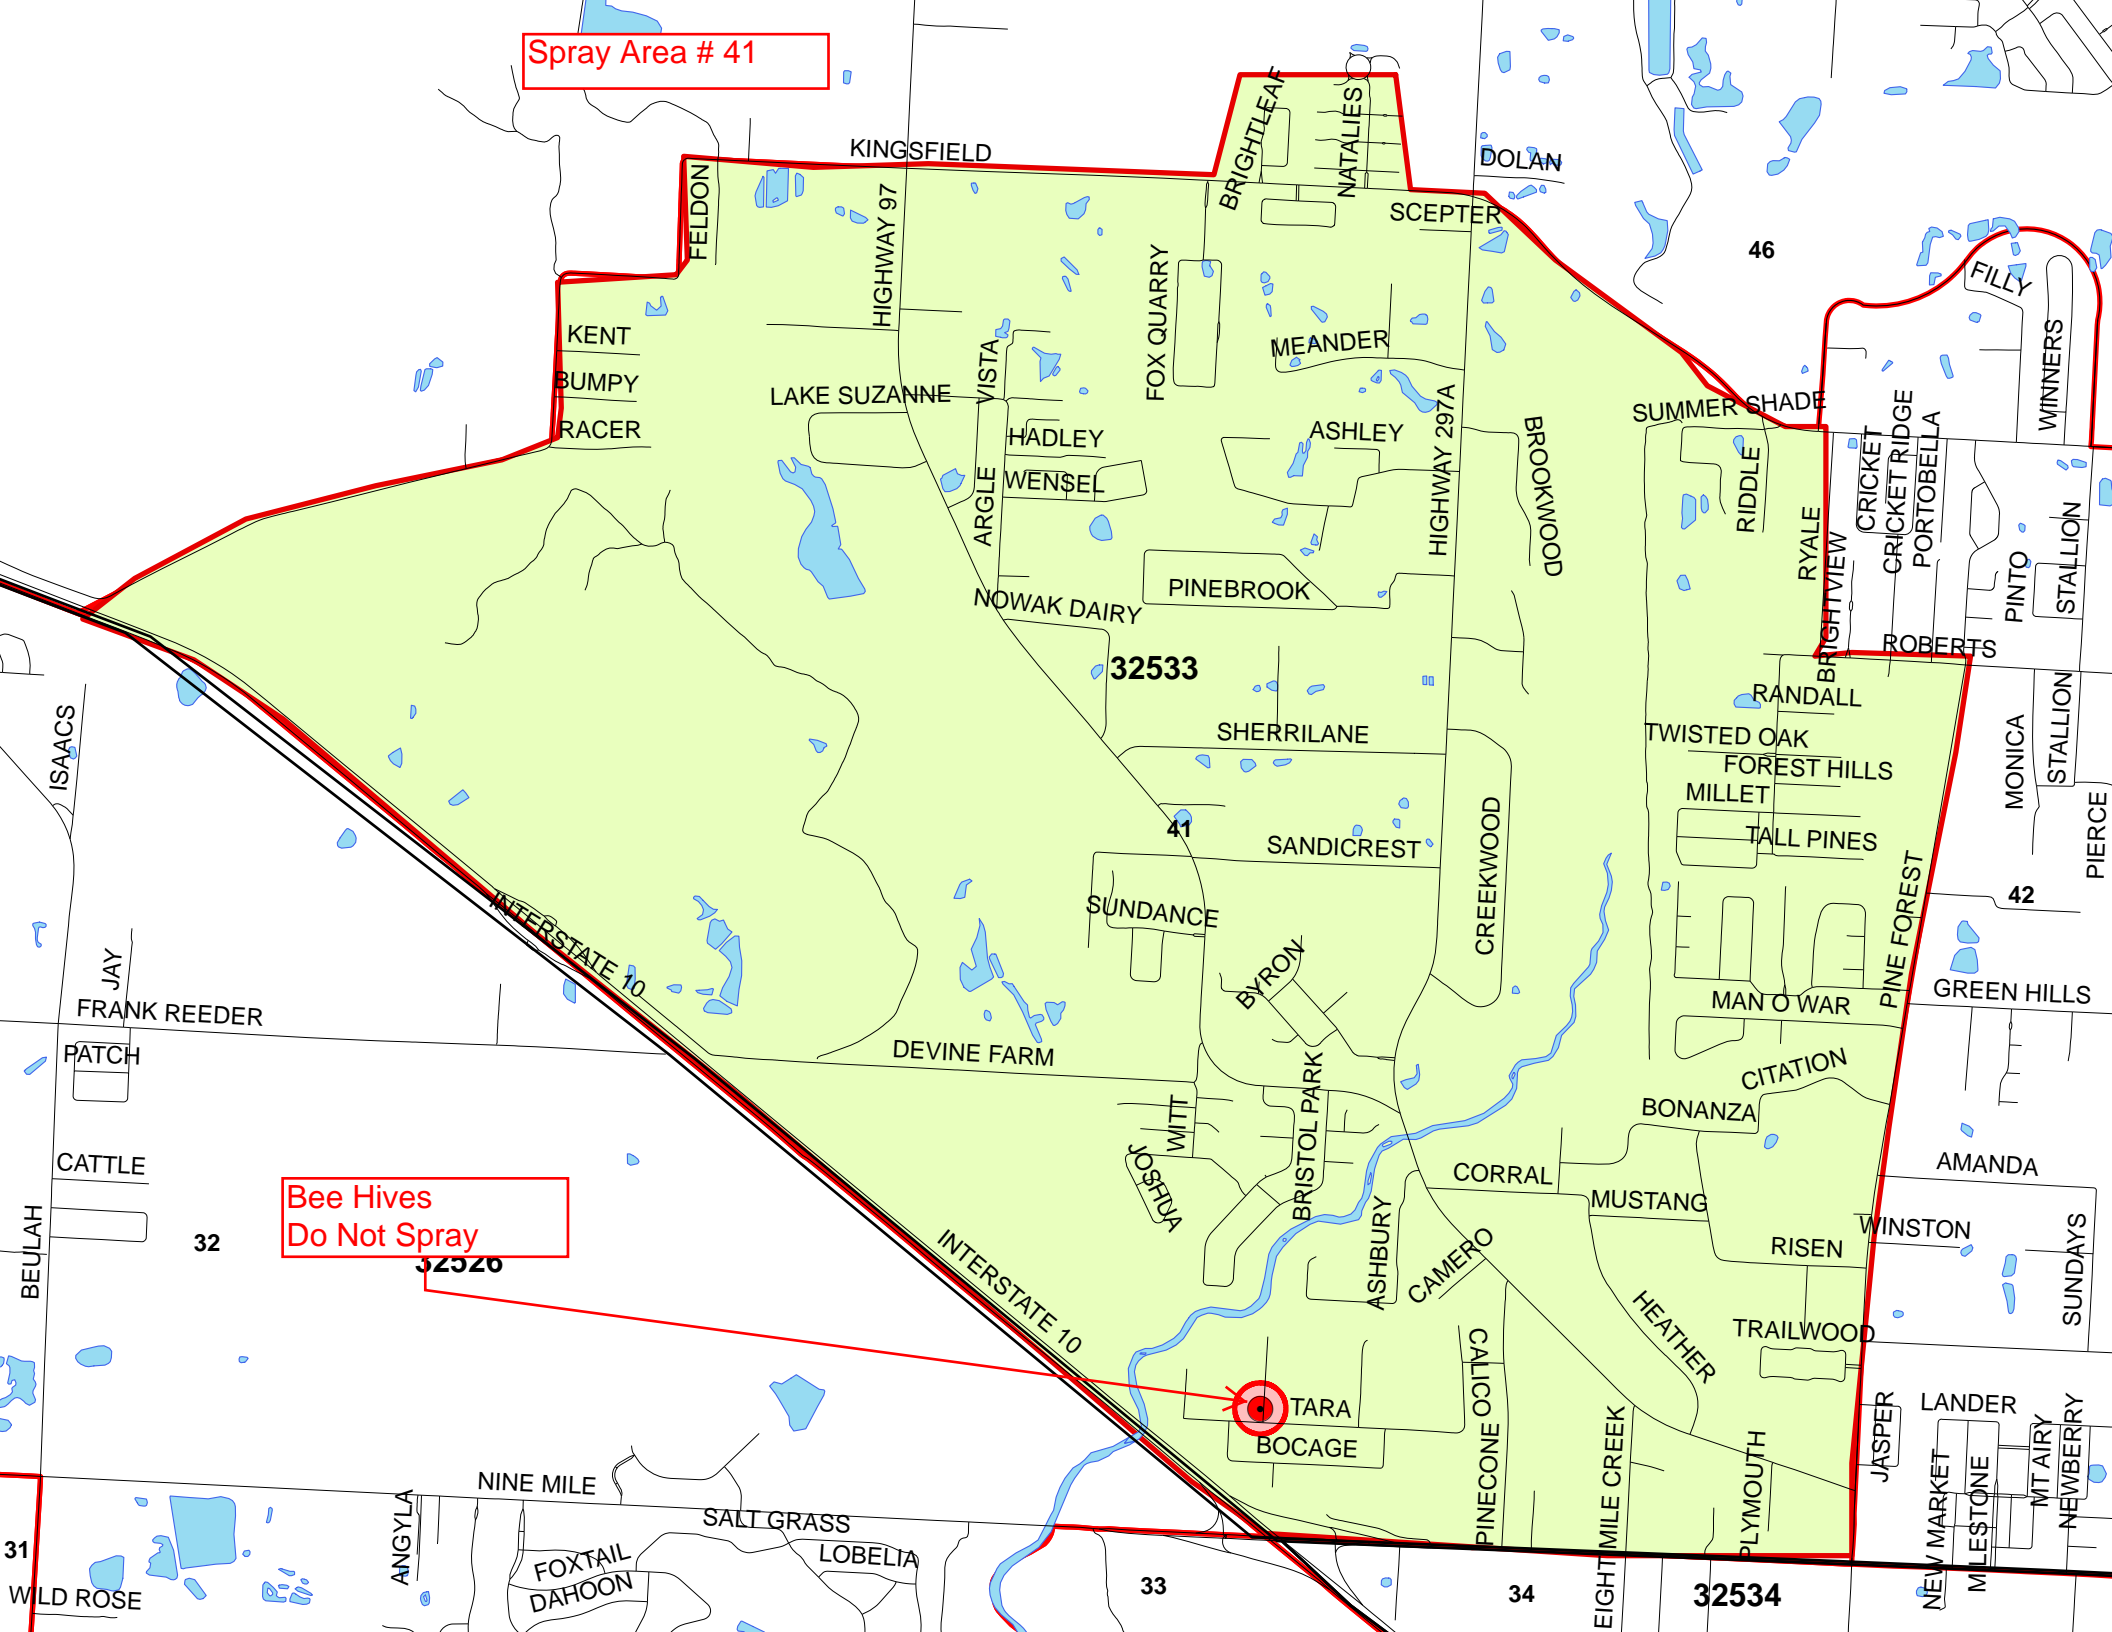 Spray Area # 41
KINGSFIELD
BRIGHTLEAF
NATALIES
DOLAN
FELDON
HIGHWAY 97
SCEPTER
46
FILLY
WINNERS
FOX QUARRY
KENT
BUMPY
RACER
VISTA
MEANDER
LAKE SUZANNE
HADLEY
WENSEL
ARGLE
ASHLEY
HIGHWAY 297A
BROOKWOOD
SUMMER SHADE
RIDDLE
RYALE
BRIGHTVIEW
CRICKET
CRICKET RIDGE
PORTOBELLA
PINTO
STALLION
NOWAK DAIRY
PINEBROOK
32533
ROBERTS
RANDALL
TWISTED OAK
FOREST HILLS
MILLET
TALL PINES
MONICA
STALLION
PIERCE
ISAACS
SHERRILANE
41
SANDICREST
CREEKWOOD
PINE FOREST
42
SUNDANCE
BYRON
INTERSTATE 10
JAY
FRANK REEDER
PATCH
DEVINE FARM
MAN O WAR
GREEN HILLS
CITATION
BONANZA
BRISTOL PARK
WITT
JOSHUA
CATTLE
BEULAH
32
Bee Hives
Do Not Spray
32526
CORRAL
MUSTANG
AMANDA
WINSTON
RISEN
SUNDAYS
ASHBURY
CAMERO
INTERSTATE 10
HEATHER
TRAILWOOD
CALICO
TARA
BOCAGE
PINECONE
EIGHT MILE CREEK
PLYMOUTH
JASPER
LANDER
NEW MARKET
MILESTONE
MT AIRY
NEWBERRY
NINE MILE
SALT GRASS
ANGYLA
FOXTAIL
DAHOON
LOBELIA
31
WILD ROSE
33
34
32534